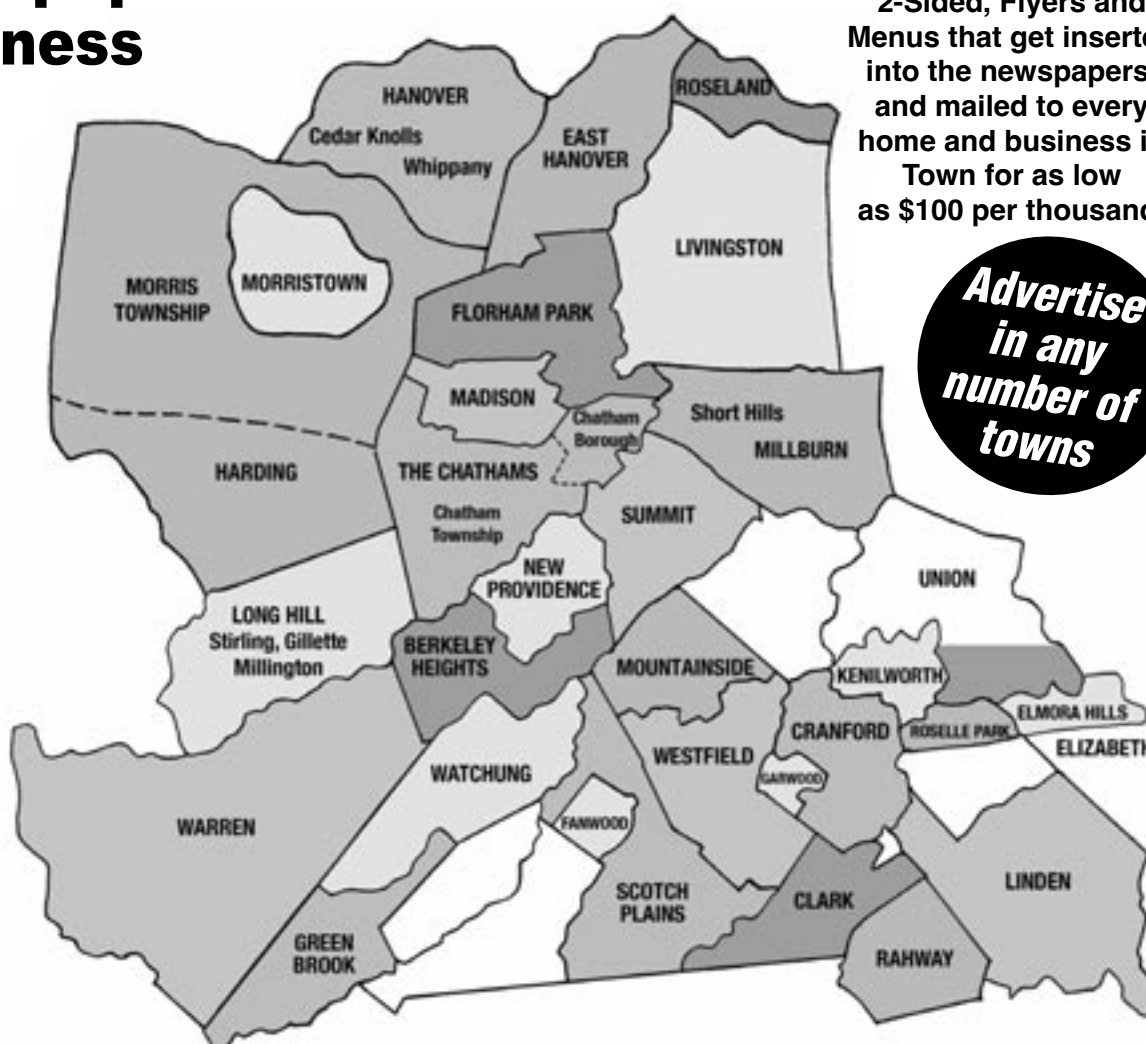 ness
2-Sided, Flyers and
Menus that get inserte
into the newspapers
and mailed to every
home and business i
Town for as low
as $100 per thousan
Advertise
in any
number of
towns
HANOVER
Cedar Knolls
Whippany
EAST
HANOVER
ROSELAND
LIVINGSTON
MORRIS
TOWNSHIP
MORRISTOWN
FLORHAM PARK
MADISON
Chatham
Borough
Short Hills
MILLBURN
HARDING
THE CHATHAMS
Chatham
Township
SUMMIT
NEW
PROVIDENCE
UNION
LONG HILL
Stirling, Gillette
Millington
BERKELEY
HEIGHTS
MOUNTAINSIDE
KENILWORTH
ELMORA HILLS
CRANFORD
ROSELLE PARK
ELIZABETH
WESTFIELD
GARWOOD
WATCHUNG
WARREN
FANWOOD
SCOTCH
PLAINS
CLARK
LINDEN
GREEN
BROOK
RAHWAY